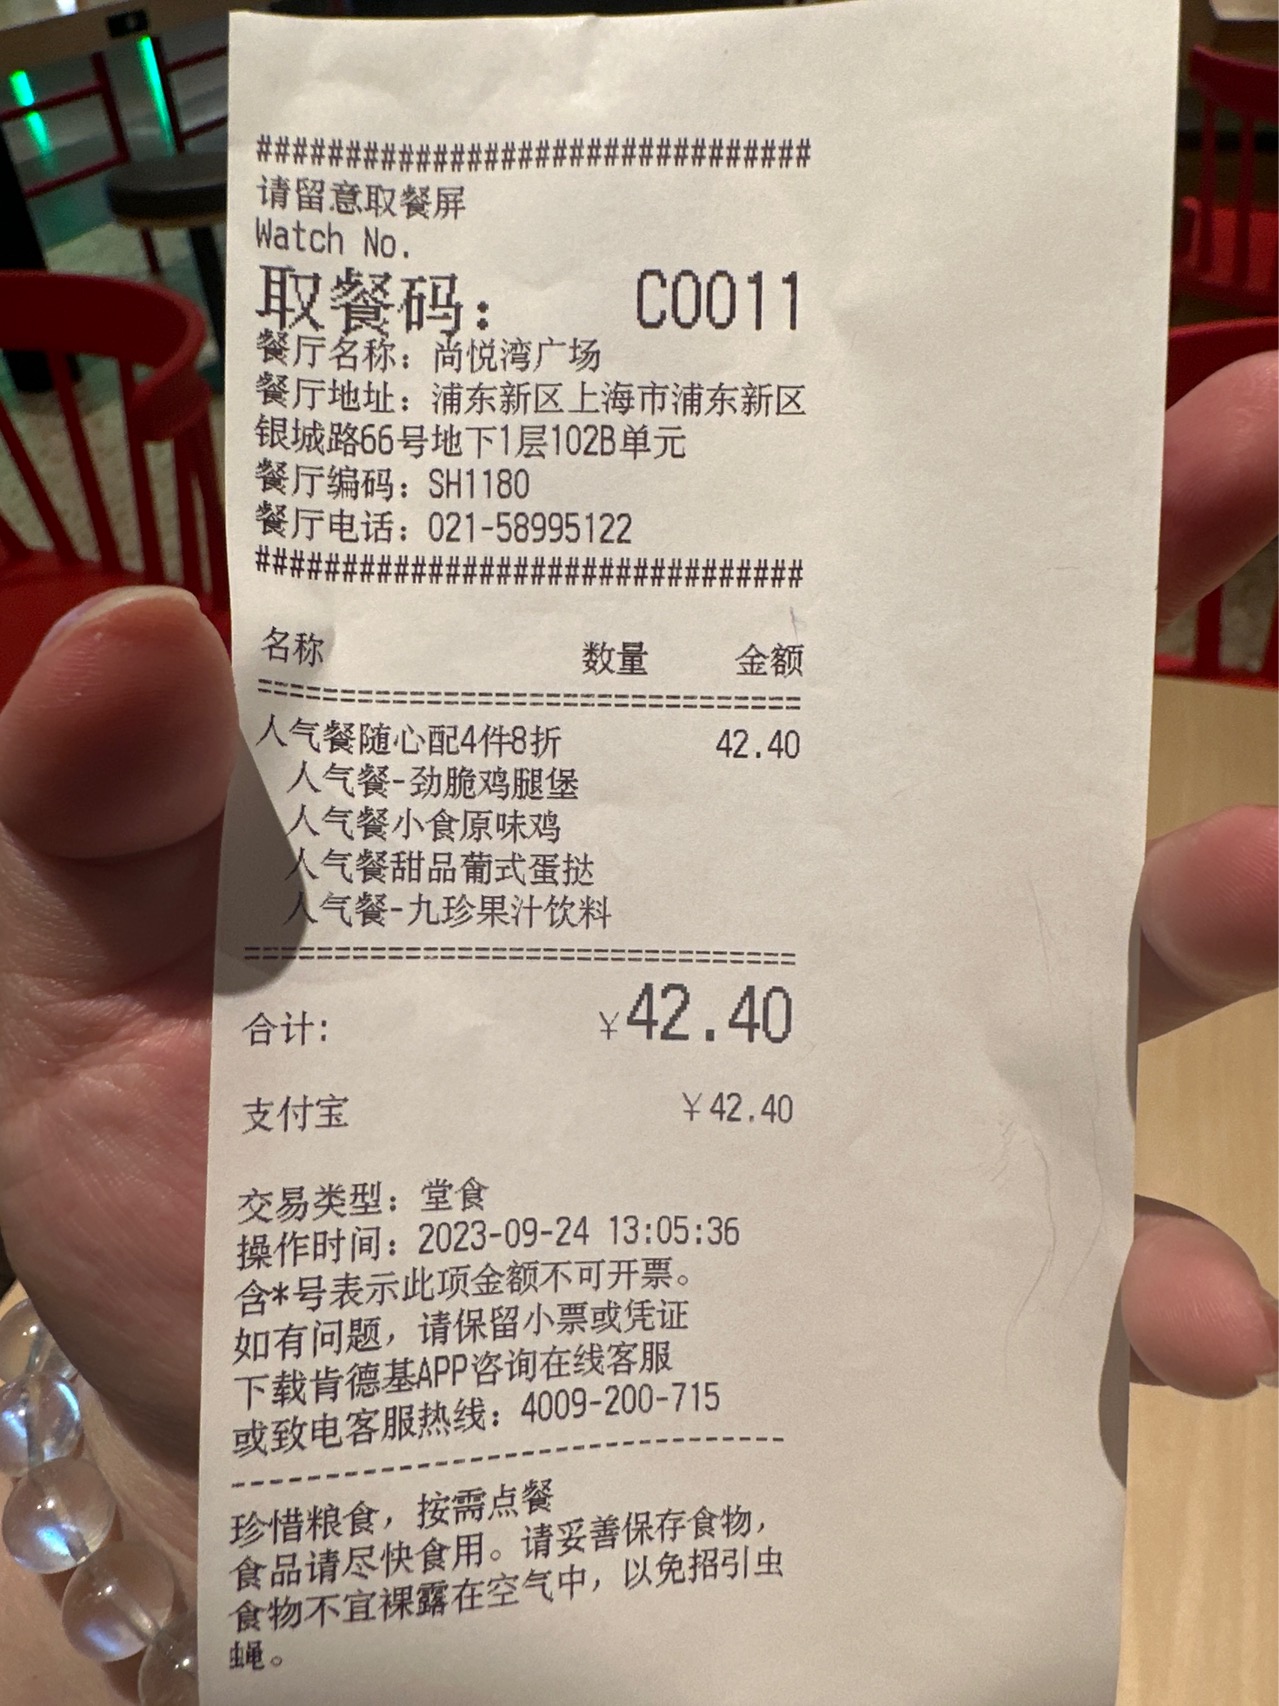 ################################
请留意取餐屏
Watch No.
取餐码： C0011
餐厅名称：尚悦湾广场
餐厅地址：浦东新区上海市浦东新区
银城路66号地下1层102B单元
餐厅编码：SH1180
餐厅电话：021-58995122
################################
名称 数量 金额
================================
人气餐随心配4件8折 42.40
人气餐-劲脆鸡腿堡
人气餐小食原味鸡
人气餐甜品葡式蛋挞
人气餐-九珍果汁饮料
================================
合计: ￥42.40
支付宝 ￥42.40
交易类型：堂食
操作时间：2023-09-24 13:05:36
含*号表示此项金额不可开票。
如有问题，请保留小票或凭证
下载肯德基APP咨询在线客服
或致电客服热线：4009-200-715
--------------------------------
珍惜粮食，按需点餐
食品请尽快食用。请妥善保存食物，
食物不宜裸露在空气中，以免招引虫
蝇。